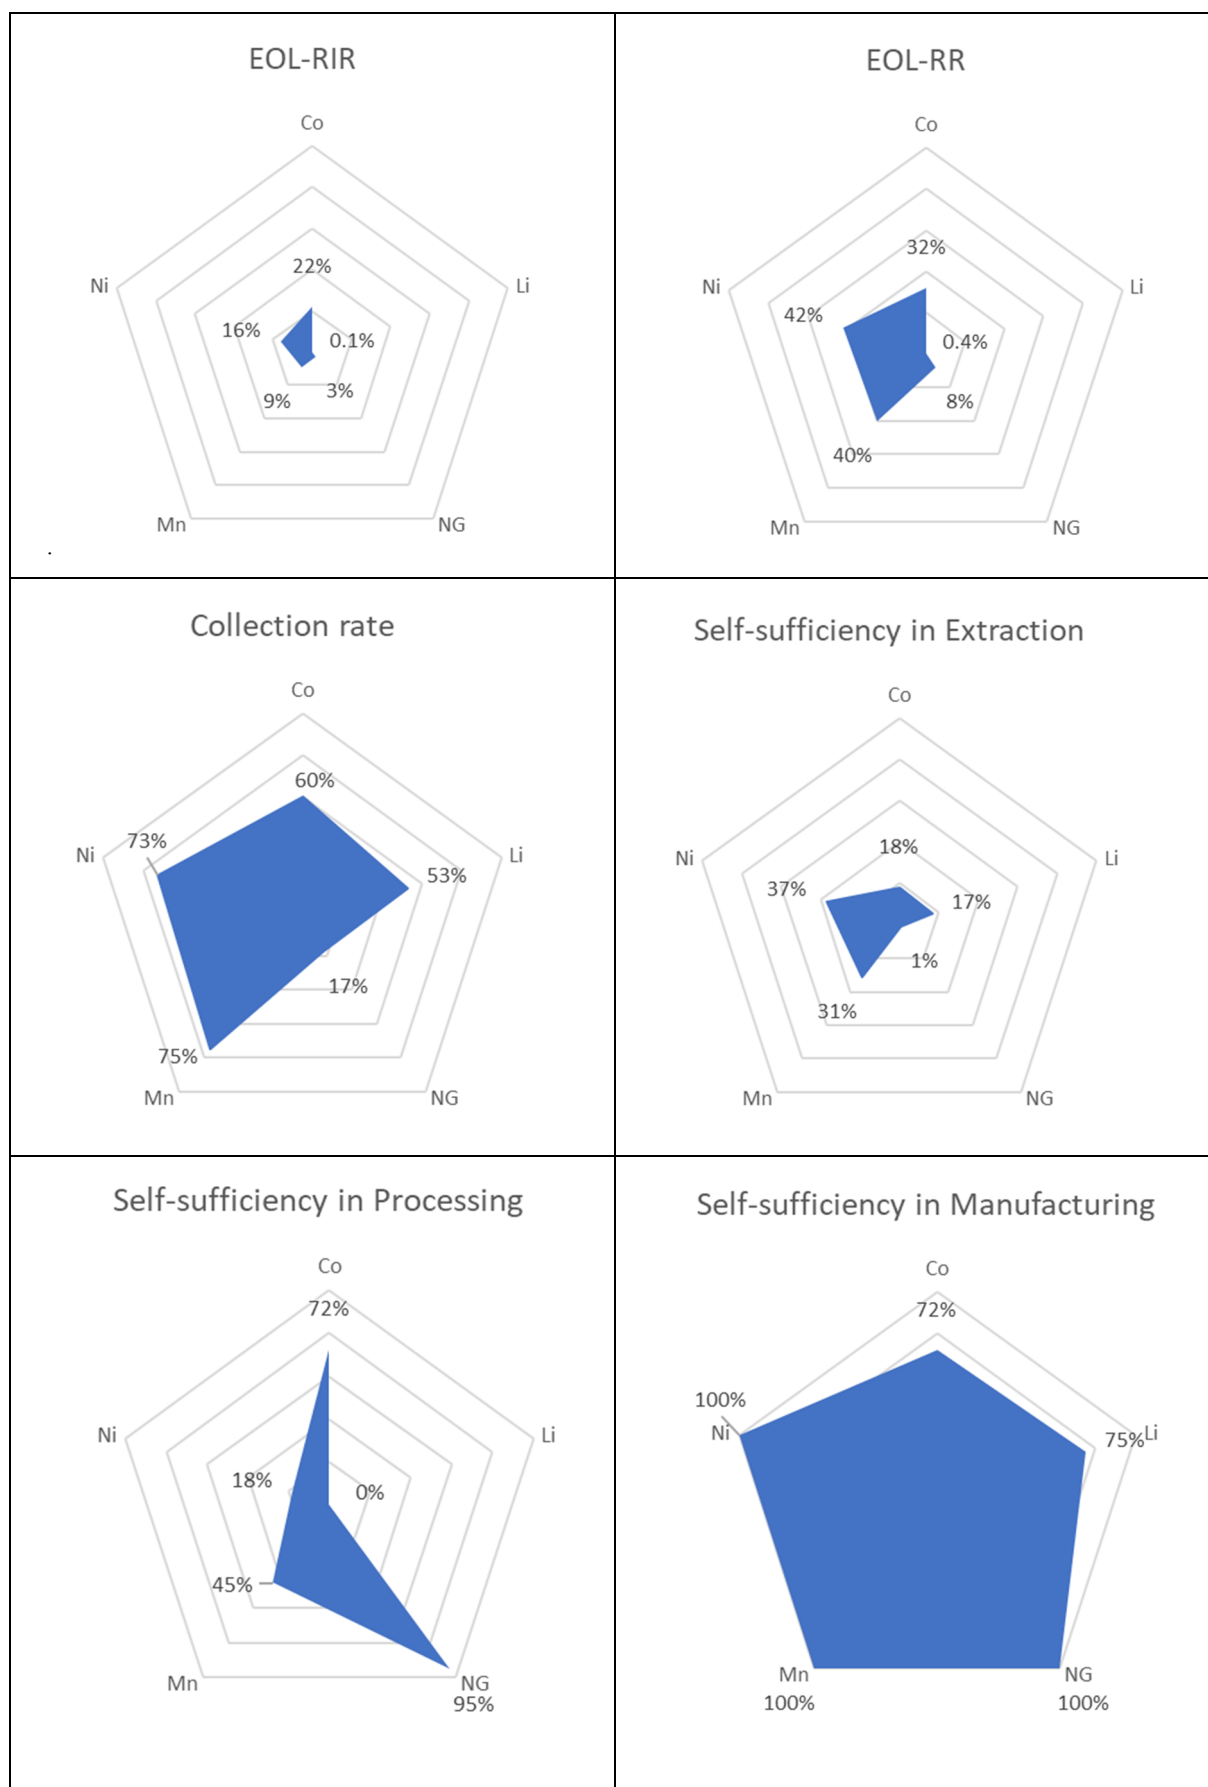 EOL-RIR
Co
22%
Ni
Li
16%
0.1%
3%
9%
Mn
NG
.
EOL-RR
Co
32%
Ni
Li
42%
0.4%
8%
40%
Mn
NG
Collection rate
Co
60%
73%
Ni
Li
53%
17%
75%
Mn
NG
Self-sufficiency in Extraction
Co
18%
Ni
Li
37%
17%
1%
31%
Mn
NG
Self-sufficiency in Processing
Co
72%
Ni
Li
18%
0%
45%
Mn
NG
95%
Self-sufficiency in Manufacturing
Co
72%
100%
Ni
75%
Li
Mn
NG
100%
100%